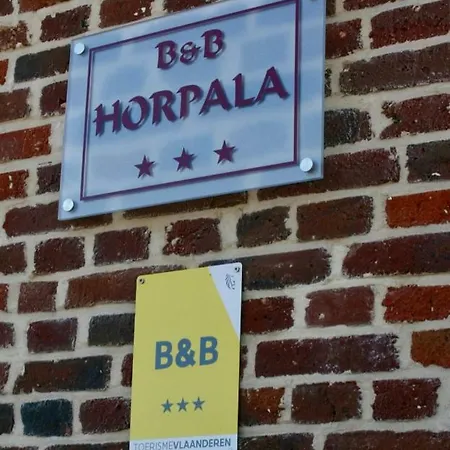 B&B
HORPALA
★★★
B&B
★★★
TOERISMEVLAANDEREN